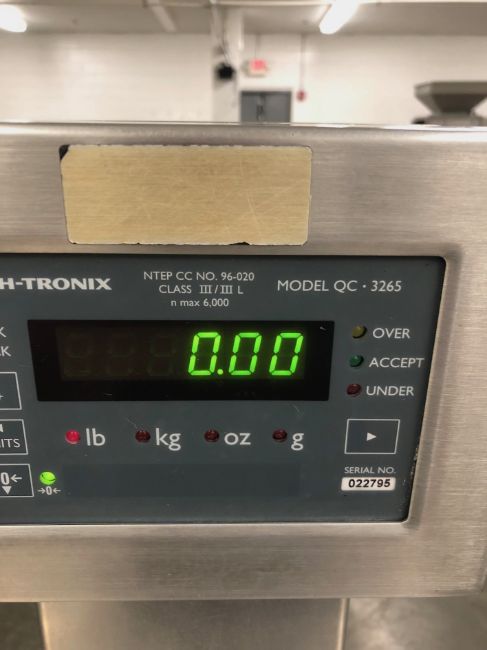 H-TRONIX
NTEP CC NO. 96-020
CLASS III / III L
n max 6,000
MODEL QC · 3265
0.00
OVER
ACCEPT
UNDER
lb kg oz g
ITS
SERIAL NO.
022795
0←
→0←